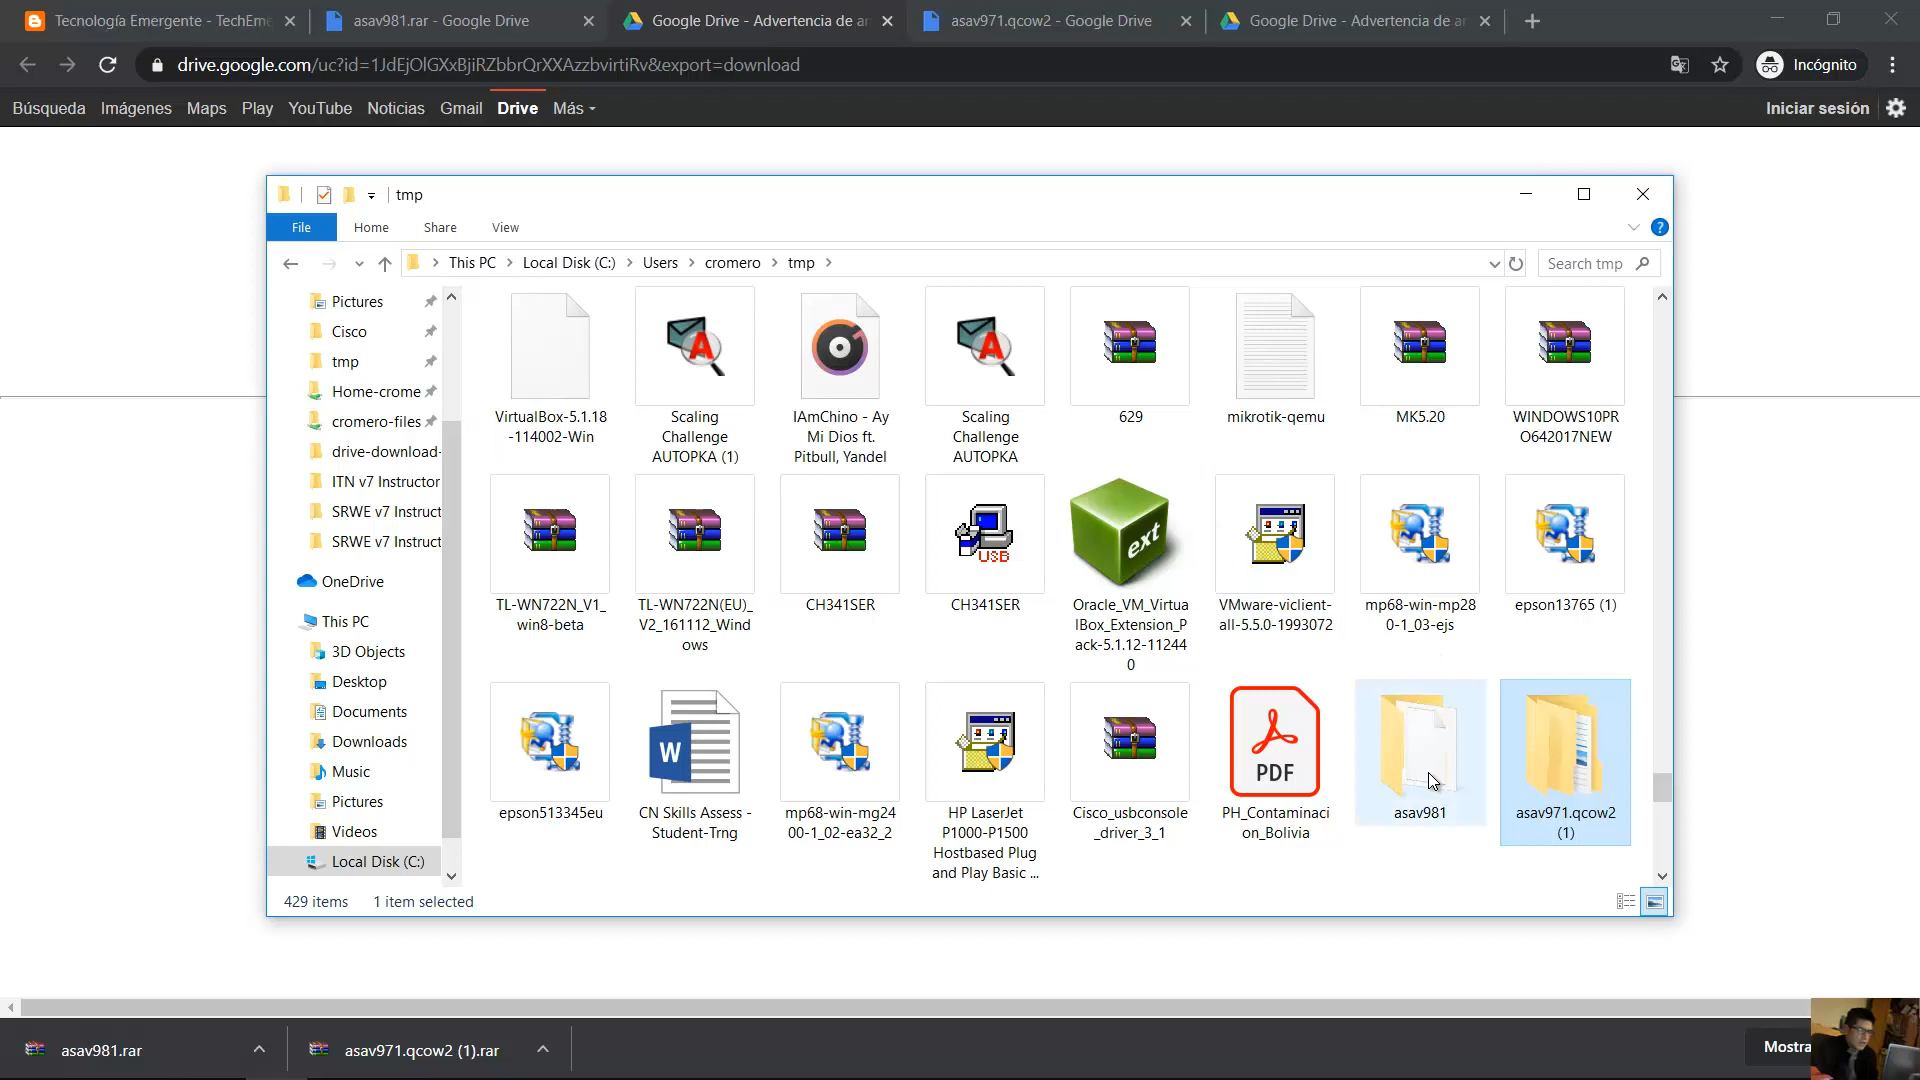 Tecnología Emergente - TechEme
asav981.rar - Google Drive
Google Drive - Advertencia de an
asav971.qcow2 - Google Drive
Google Drive - Advertencia de ar
drive.google.com/uc?id=1JdEjOlGXxBjiRZbbrQrXXAzzbvirtiRv&export=download
Incógnito
Búsqueda Imágenes Maps Play YouTube Noticias Gmail Drive Más
Iniciar sesión
tmp
File Home Share View
This PC Local Disk (C:) Users cromero tmp
Search tmp
Pictures
Cisco
tmp
Home-crome
cromero-files
drive-download-
ITN v7 Instructor
SRWE v7 Instruct
SRWE v7 Instruct
OneDrive
This PC
3D Objects
Desktop
Documents
Downloads
Music
Pictures
Videos
Local Disk (C:)
VirtualBox-5.1.18
-114002-Win
Scaling
Challenge
AUTOPKA (1)
IAmChino - Ay
Mi Dios ft.
Pitbull, Yandel
Scaling
Challenge
AUTOPKA
629
mikrotik-qemu
MK5.20
WINDOWS10PR
O642017NEW
TL-WN722N_V1_
win8-beta
TL-WN722N(EU)_
V2_161112_Wind
ows
CH341SER
USB
CH341SER
ext
Oracle_VM_Virtua
lBox_Extension_P
ack-5.1.12-11244
0
VMware-viclient-
all-5.5.0-1993072
mp68-win-mp28
0-1_03-ejs
epson13765 (1)
epson513345eu
W
CN Skills Assess -
Student-Trng
mp68-win-mg24
00-1_02-ea32_2
HP LaserJet
P1000-P1500
Hostbased Plug
and Play Basic ...
Cisco_usbconsole
_driver_3_1
PDF
PH_Contaminaci
on_Bolivia
asav981
asav971.qcow2
(1)
429 items 1 item selected
asav981.rar
asav971.qcow2 (1).rar
Mostra